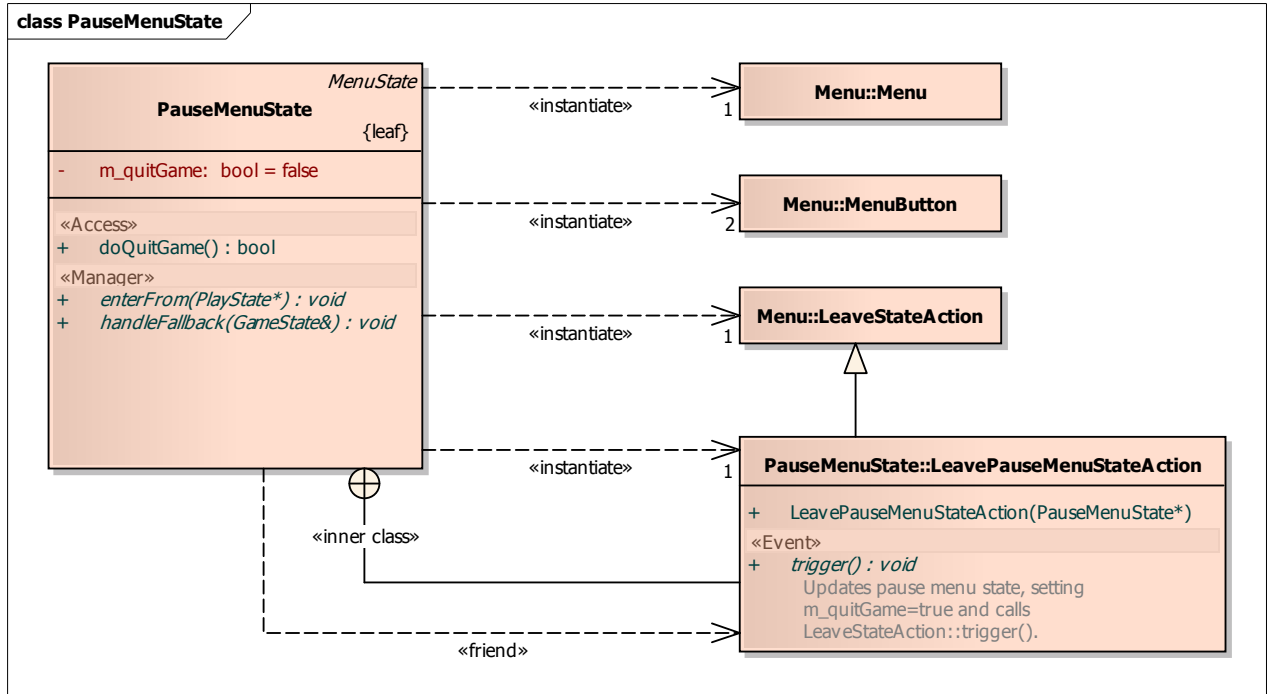 class PauseMenuState
MenuState
PauseMenuState
{leaf}
- m_quitGame: bool = false
«Access»
+ doQuitGame() : bool
«Manager»
+ enterFrom(PlayState*) : void
+ handleFallback(GameState&) : void
«instantiate»
1
Menu::Menu
«instantiate»
2
Menu::MenuButton
«instantiate»
1
Menu::LeaveStateAction
«instantiate»
1
PauseMenuState::LeavePauseMenuStateAction
+ LeavePauseMenuStateAction(PauseMenuState*)
«Event»
+ trigger() : void
Updates pause menu state, setting
m_quitGame=true and calls
LeaveStateAction::trigger().
«inner class»
«friend»